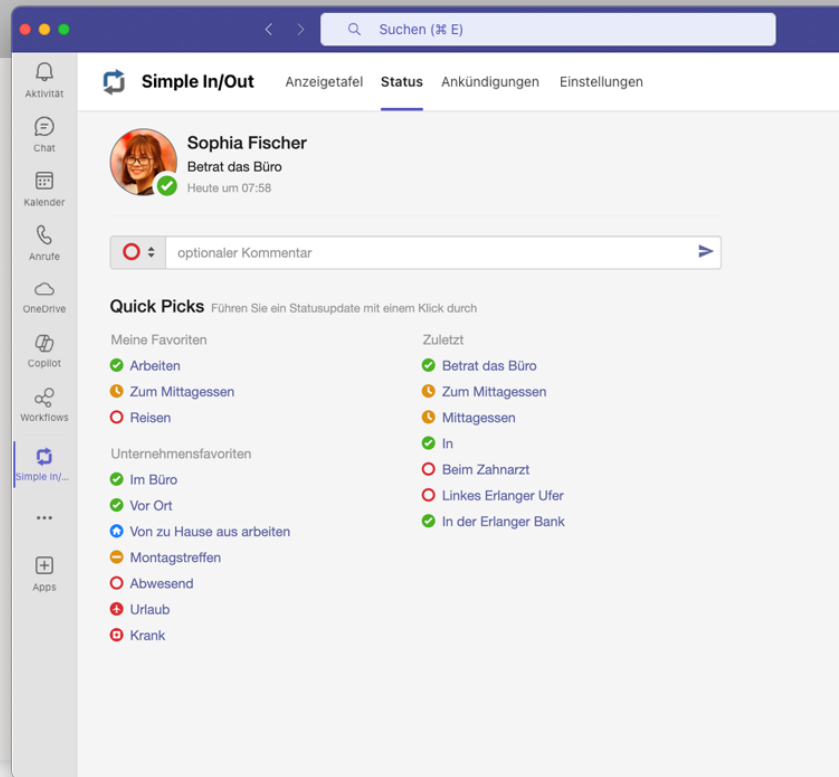 Suchen (⌘ E)
Aktivität
Chat
Kalender
Anrufe
OneDrive
Copilot
Workflows
Simple In/...
Apps
Simple In/Out
Anzeigetafel
Status
Ankündigungen
Einstellungen
Sophia Fischer
Betrat das Büro
Heute um 07:58
optionaler Kommentar
Quick Picks Führen Sie ein Statusupdate mit einem Klick durch
Meine Favoriten
Arbeiten
Zum Mittagessen
Reisen
Unternehmensfavoriten
Im Büro
Vor Ort
Von zu Hause aus arbeiten
Montagstreffen
Abwesend
Urlaub
Krank
Zuletzt
Betrat das Büro
Zum Mittagessen
Mittagessen
In
Beim Zahnarzt
Linkes Erlanger Ufer
In der Erlanger Bank